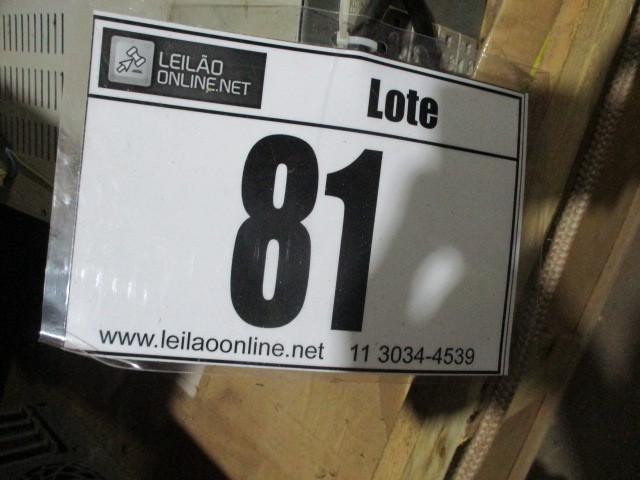 LEILÃO
ONLINE.NET
Lote
81
www.leilaoonline.net 11 3034-4539